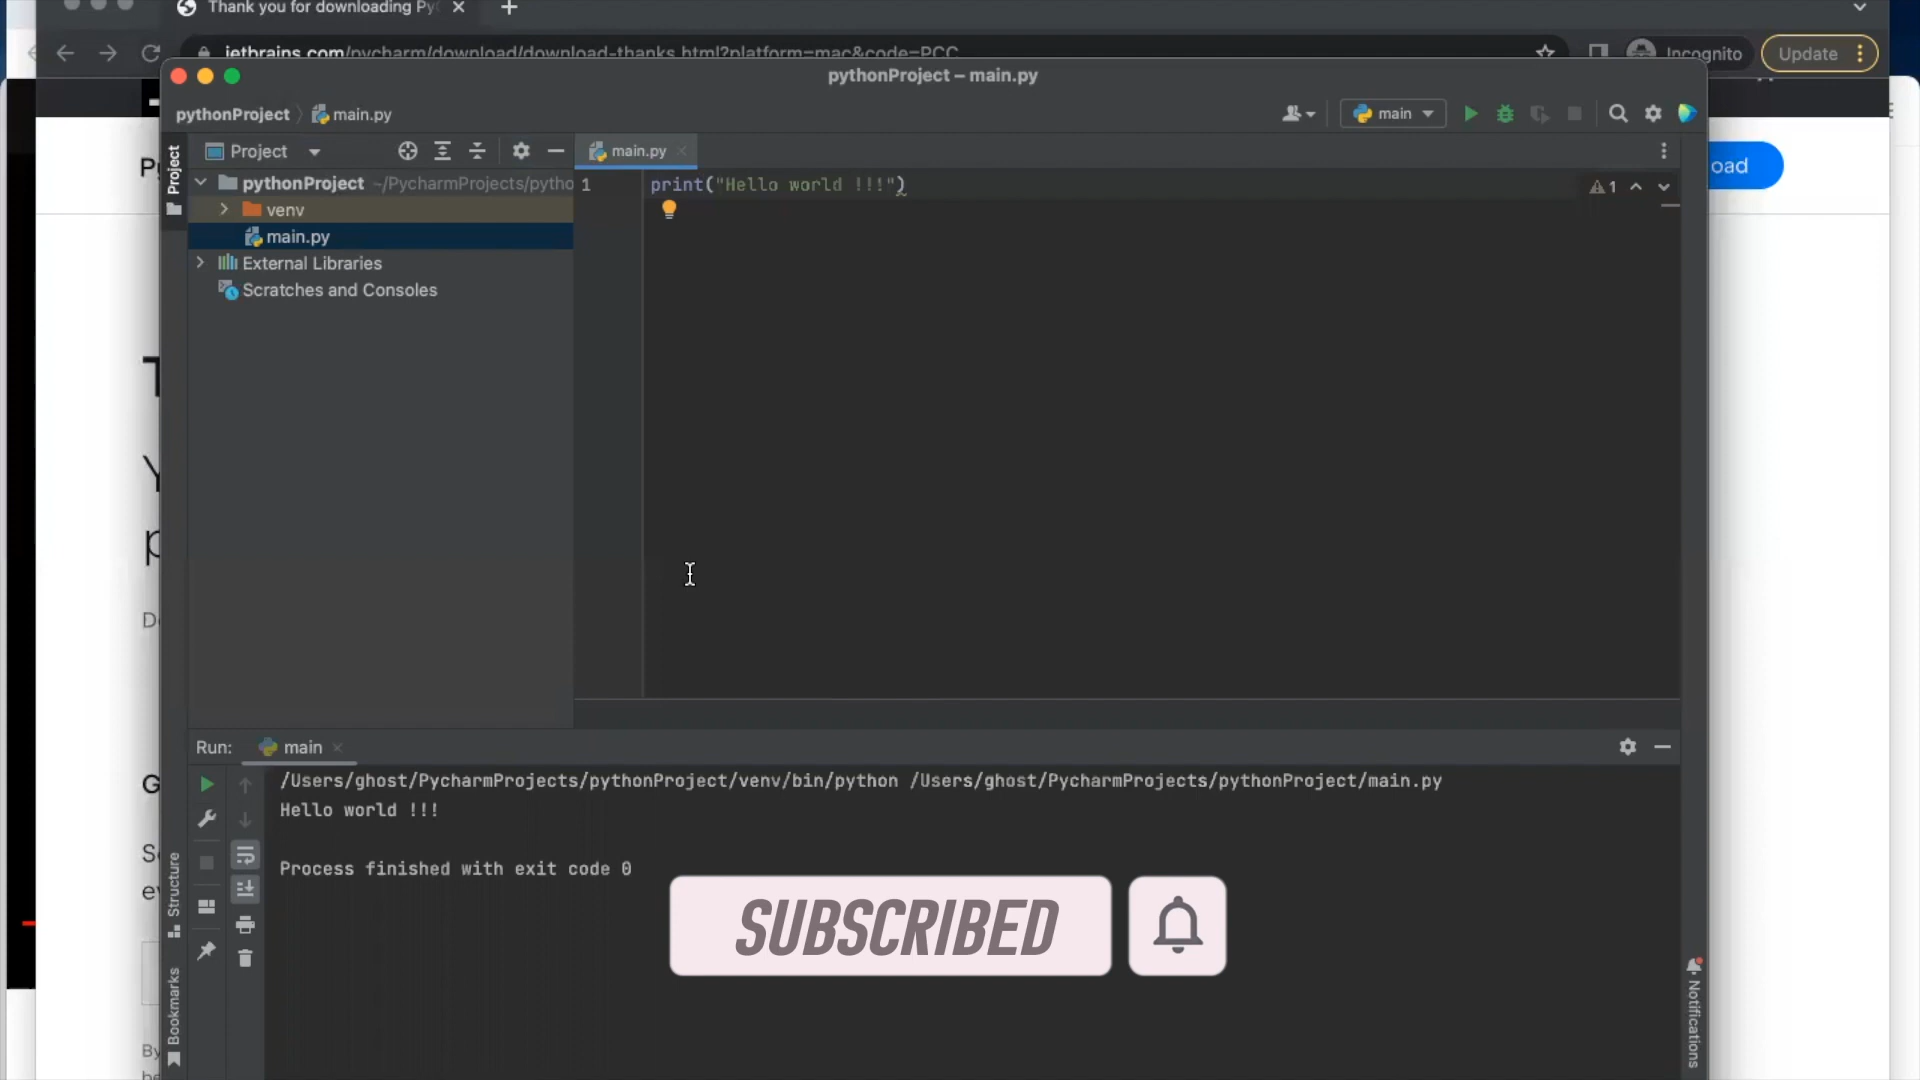 Thank you for downloading Py
jetbrains.com/pycharm/download/download-thanks.html?platform=mac&code=PCC
Incognito
Update
pythonProject – main.py
pythonProject
main.py
main
Project
Project
main.py
oad
pythonProject ~/PycharmProjects/pytho
1
print("Hello world !!!")
1
venv
main.py
External Libraries
Scratches and Consoles
Run:
main
/Users/ghost/PycharmProjects/pythonProject/venv/bin/python /Users/ghost/PycharmProjects/pythonProject/main.py
Hello world !!!
Process finished with exit code 0
Structure
SUBSCRIBED
Bookmarks
Notifications
By